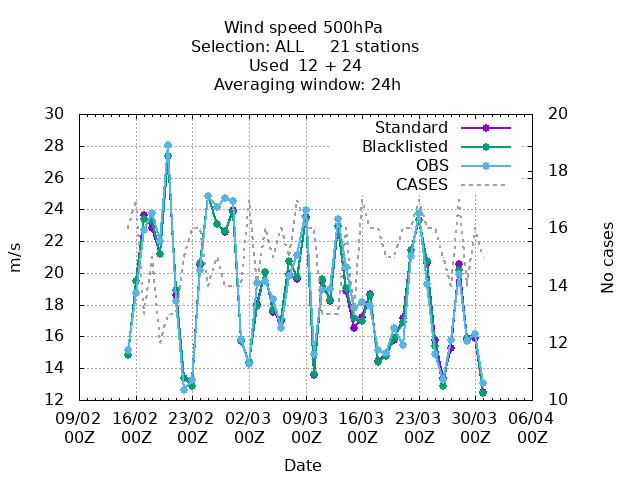 Wind speed 500hPa
Selection: ALL 21 stations
Used 12 + 24
Averaging window: 24h
30 20
Standard
28 Blacklisted 18
OBS
26 CASES
24
22 16
20
18 14
16 12
14
12 10
m/s
No cases
09/02 16/02 23/02 02/03 09/03 16/03 23/03 30/03 06/04
00Z 00Z 00Z 00Z 00Z 00Z 00Z 00Z 00Z
Date